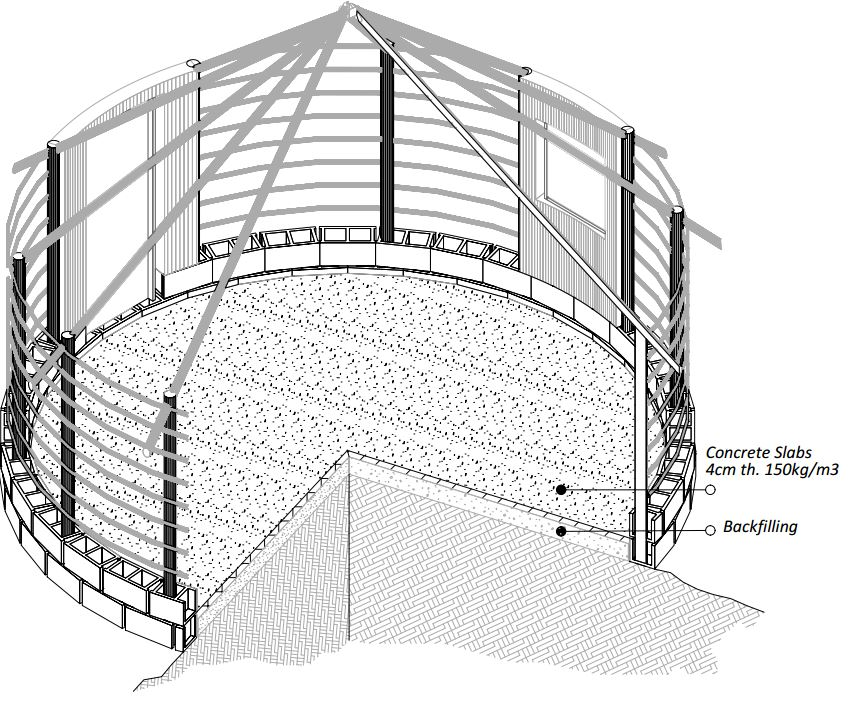 Concrete Slabs
4cm th. 150kg/m3
Backfilling